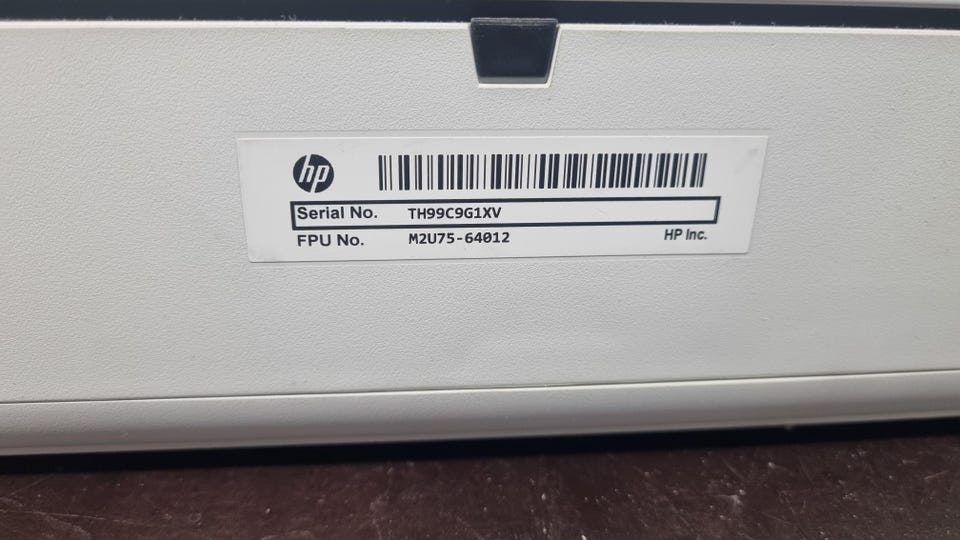 hp
Serial No. TH99C9G1XV
FPU No. M2U75-64012 HP Inc.